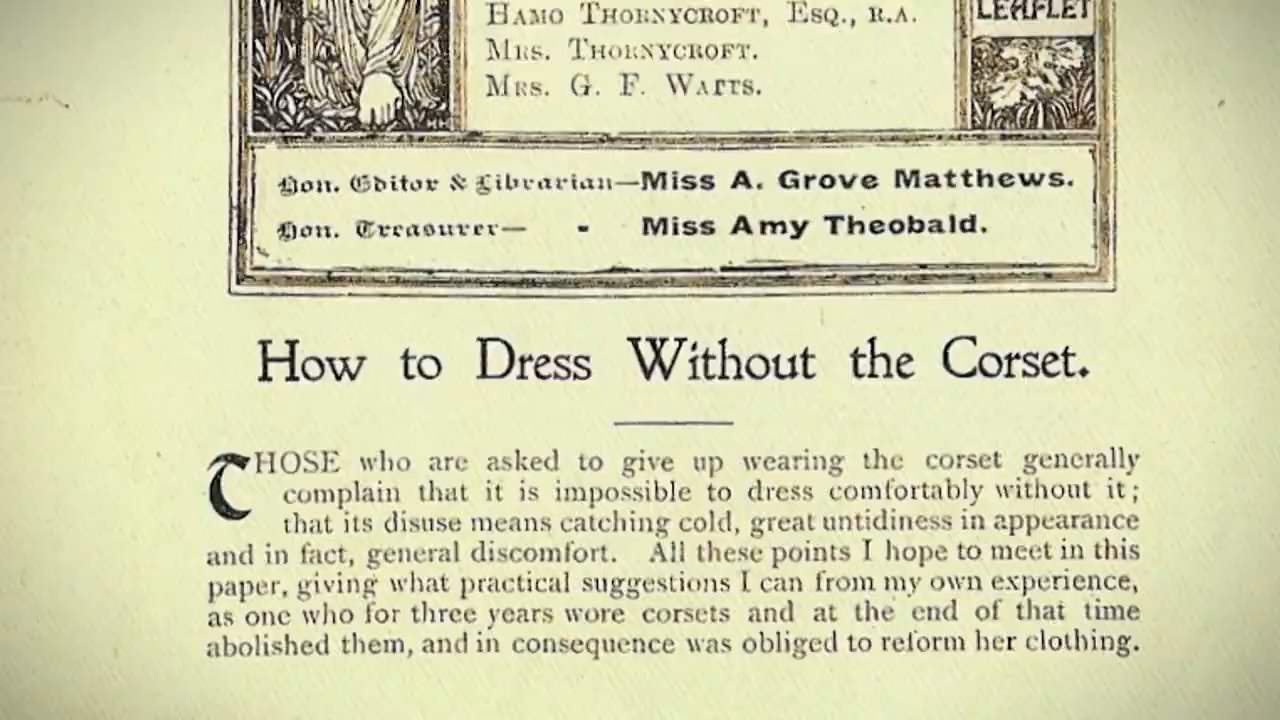 Hamo Thornycroft, Esq., R.A.
LEAFLET
Mrs. Thornycroft.
Mrs. G. F. Watts.
Hon. Editor & Librarian—Miss A. Grove Matthews.
Hon. Treasurer— - Miss Amy Theobald.
How to Dress Without the Corset.
THOSE who are asked to give up wearing the corset generally
complain that it is impossible to dress comfortably without it;
that its disuse means catching cold, great untidiness in appearance
and in fact, general discomfort. All these points I hope to meet in this
paper, giving what practical suggestions I can from my own experience,
as one who for three years wore corsets and at the end of that time
abolished them, and in consequence was obliged to reform her clothing.